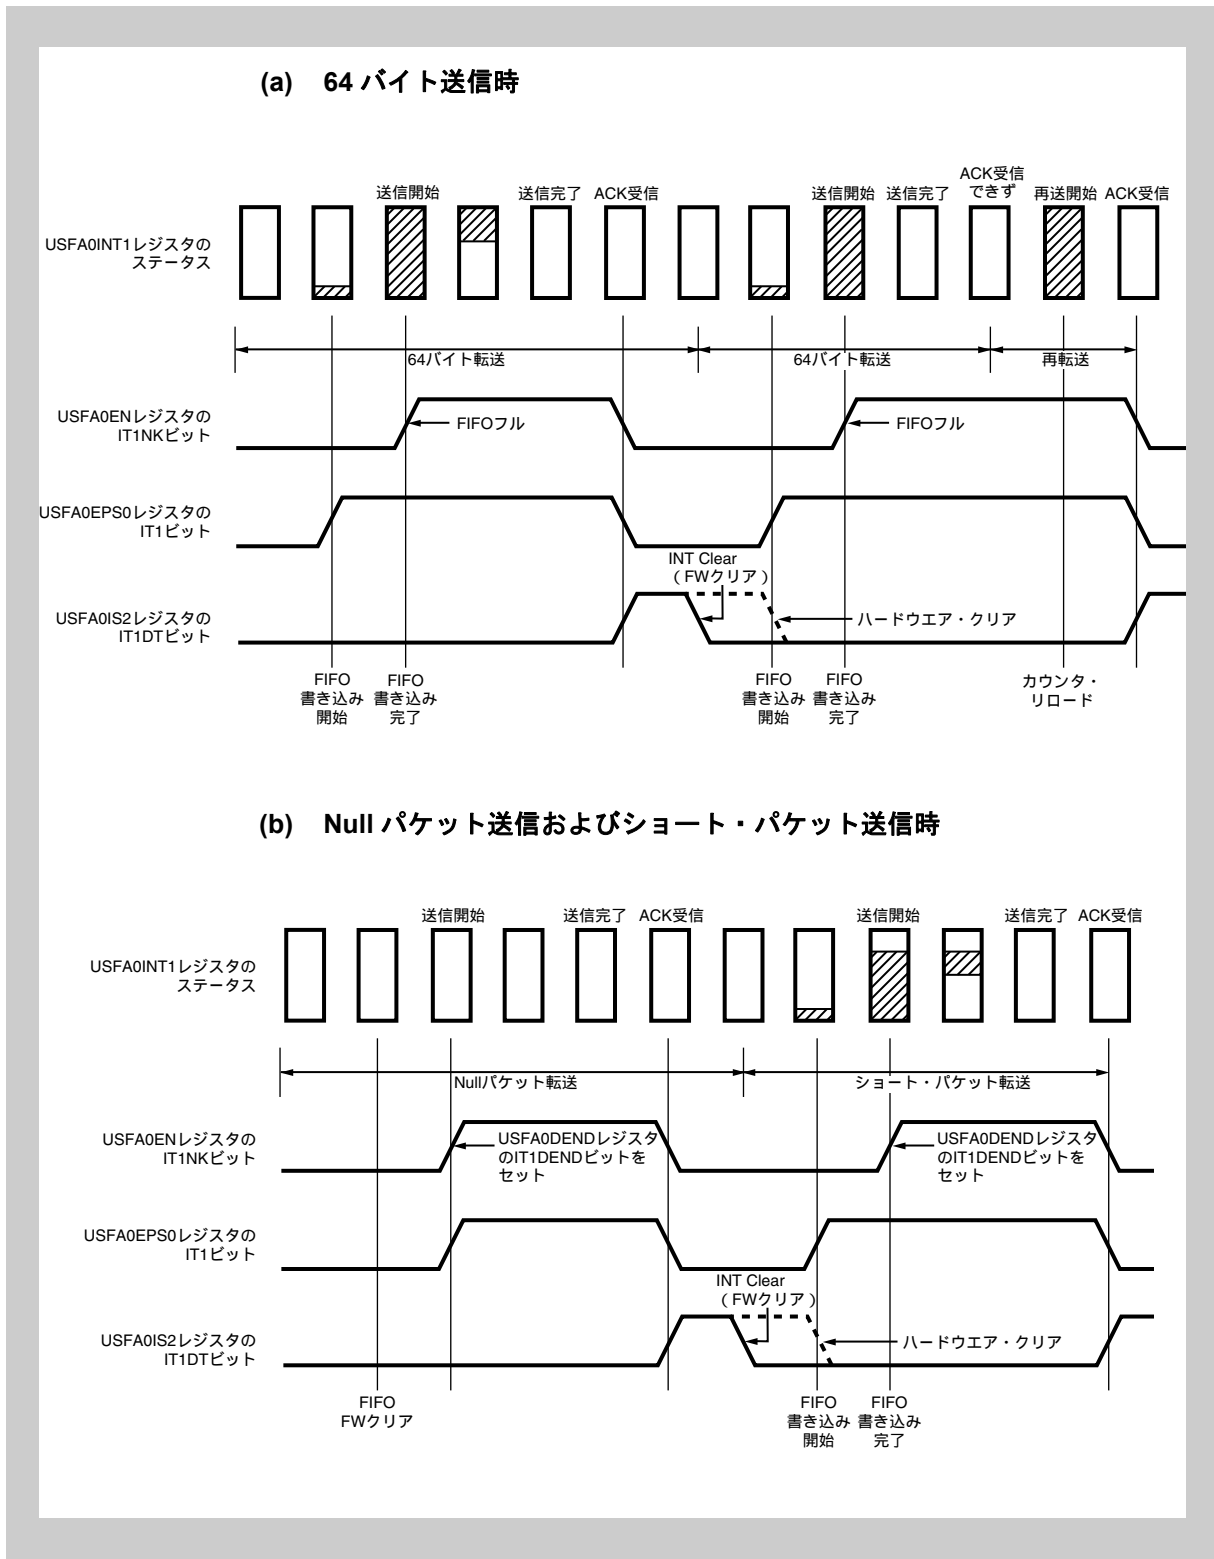 (a) 64 バイト送信時
ACK受信
送信開始 送信完了 ACK受信 送信開始 送信完了 できず 再送開始 ACK受信
USFA0INT1レジスタの
ステータス
64バイト転送 64バイト転送 再転送
USFA0ENレジスタの
IT1NKビット
FIFOフル FIFOフル
USFA0EPS0レジスタの
IT1ビット
INT Clear
（FWクリア）
USFA0IS2レジスタの
IT1DTビット
ハードウエア・クリア
FIFO
書き込み
開始
FIFO
書き込み
完了
FIFO
書き込み
開始
FIFO
書き込み
完了
カウンタ・
リロード
(b) Null パケット送信およびショート・パケット送信時
送信開始 送信完了 ACK受信 送信開始 送信完了 ACK受信
USFA0INT1レジスタの
ステータス
Nullパケット転送 ショート・パケット転送
USFA0ENレジスタの
IT1NKビット
USFA0DENDレジスタ
のIT1DENDビットを
セット
USFA0DENDレジスタ
のIT1DENDビットを
セット
USFA0EPS0レジスタの
IT1ビット
INT Clear
（FWクリア）
USFA0IS2レジスタの
IT1DTビット
ハードウエア・クリア
FIFO
FWクリア
FIFO
書き込み
開始
FIFO
書き込み
完了